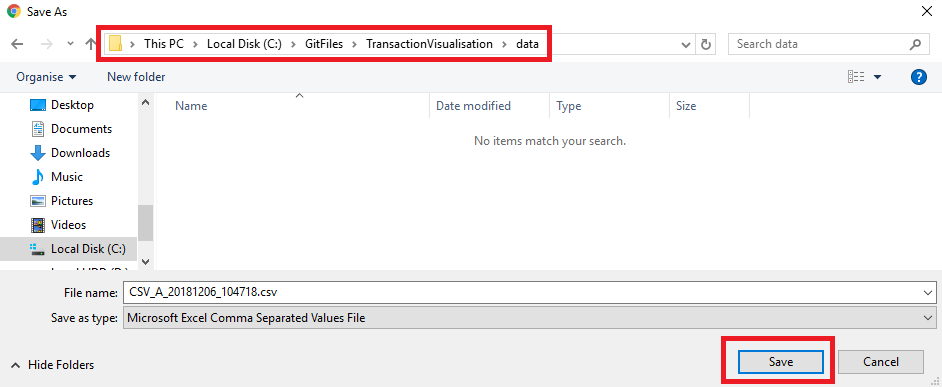 Save As
This PC > Local Disk (C:) > GitFiles > TransactionVisualisation > data
Search data
Organise
New folder
?
Name
Date modified
Type
Size
No items match your search.
Desktop
Documents
Downloads
Music
Pictures
Videos
Local Disk (C:)
File name: CSV_A_20181206_104718.csv
Save as type: Microsoft Excel Comma Separated Values File
Hide Folders
Save
Cancel